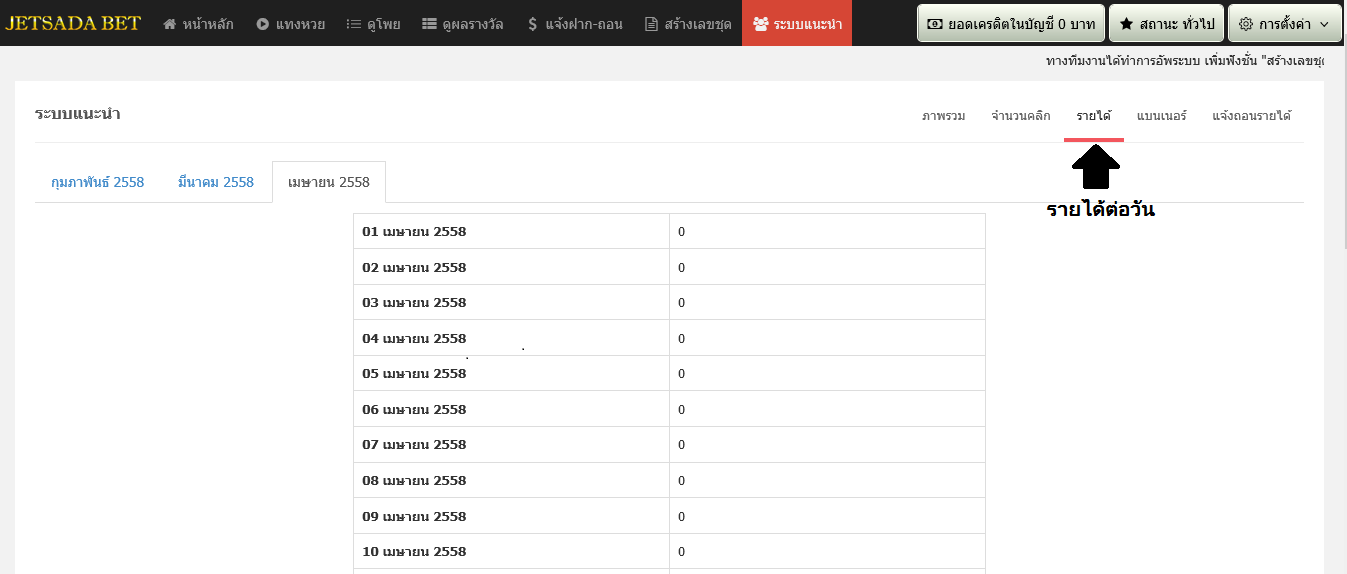 JETSADA BET หน้าหลัก แทงหวย ดูโพย ดูผลรางวัล แจ้งฝาก-ถอน สร้างเลขชุด ระบบแนะนำ ยอดเครดิตในบัญชี 0 บาท สถานะ ทั่วไป การตั้งค่า
ทางทีมงานได้ทำการอัพระบบ เพิ่มฟังชั่น "สร้างเลขชุด
ระบบแนะนำ ภาพรวม จำนวนคลิก รายได้ แบนเนอร์ แจ้งถอนรายได้
กุมภาพันธ์ 2558 มีนาคม 2558 เมษายน 2558
รายได้ต่อวัน
01 เมษายน 2558 0
02 เมษายน 2558 0
03 เมษายน 2558 0
04 เมษายน 2558 0
05 เมษายน 2558 0
06 เมษายน 2558 0
07 เมษายน 2558 0
08 เมษายน 2558 0
09 เมษายน 2558 0
10 เมษายน 2558 0